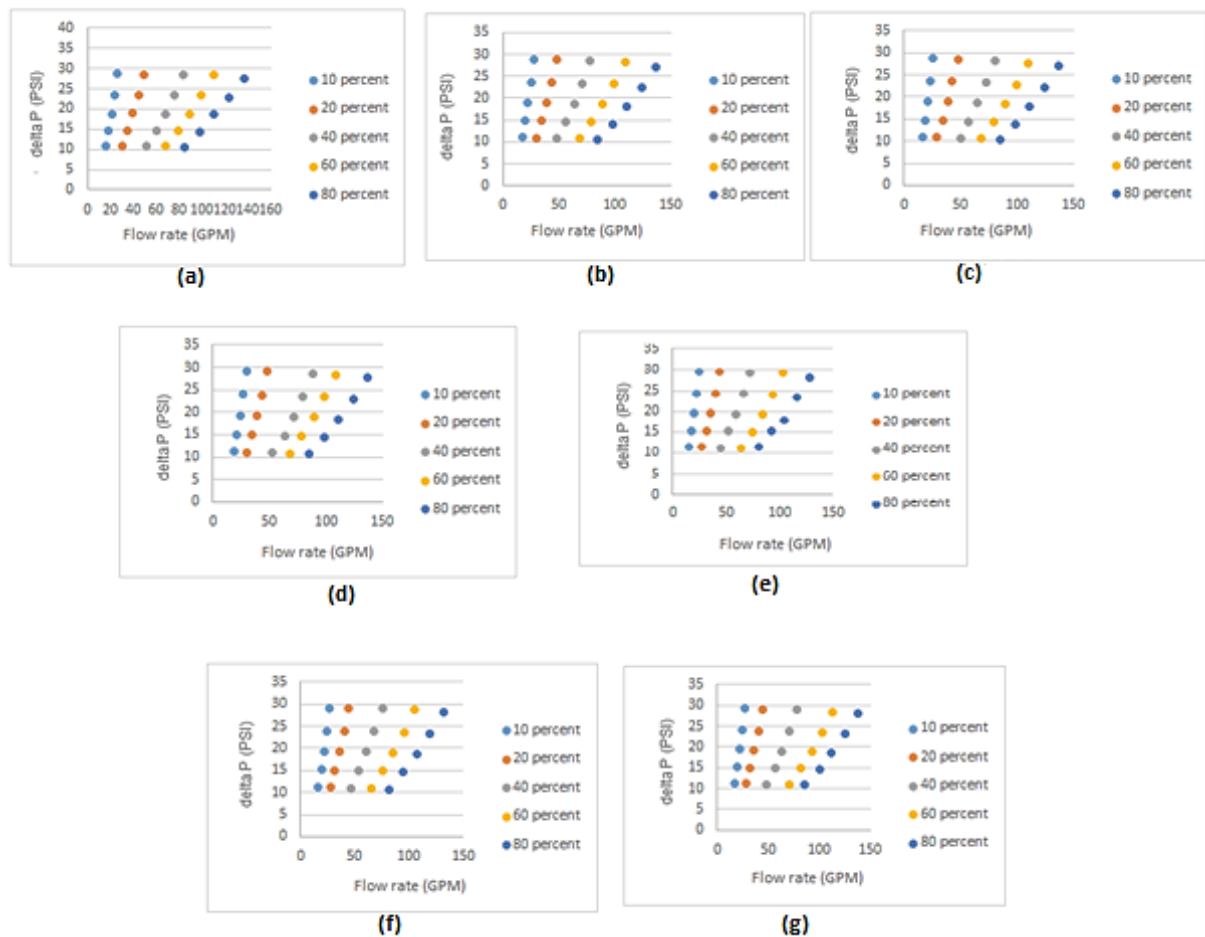 40
35
30
25
20
15
10
5
0
delta P (PSI)
0 20 40 60 80 100 120 140 160
Flow rate (GPM)
10 percent
20 percent
40 percent
60 percent
80 percent
(a)
35
30
25
20
15
10
5
0
delta P (PSI)
0 50 100 150
Flow rate (GPM)
10 percent
20 percent
40 percent
60 percent
80 percent
(b)
35
30
25
20
15
10
5
0
delta P (PSI)
0 50 100 150
Flow rate (GPM)
10 percent
20 percent
40 percent
60 percent
80 percent
(c)
35
30
25
20
15
10
5
0
delta P (PSI)
0 50 100 150
Flow rate (GPM)
10 percent
20 percent
40 percent
60 percent
80 percent
(d)
35
30
25
20
15
10
5
0
delta P (PSI)
0 50 100 150
Flow rate (GPM)
10 percent
20 percent
40 percent
60 percent
80 percent
(e)
35
30
25
20
15
10
5
0
delta P (PSI)
0 50 100 150
Flow rate (GPM)
10 percent
20 percent
40 percent
60 percent
80 percent
(f)
35
30
25
20
15
10
5
0
delta P (PSI)
0 50 100 150
Flow rate (GPM)
10 percent
20 percent
40 percent
60 percent
80 percent
(g)